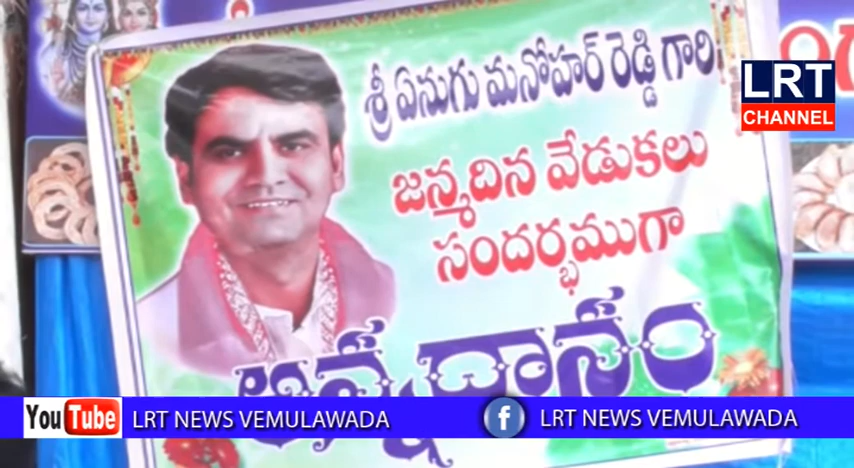 శ్రీ ఏనుగు మనోహర్ రెడ్డి గారి
జన్మదిన వేడుకలు
సందర్భముగా
అన్నదానం
LRT
CHANNEL
YouTube LRT NEWS VEMULAWADA
f LRT NEWS VEMULAWADA